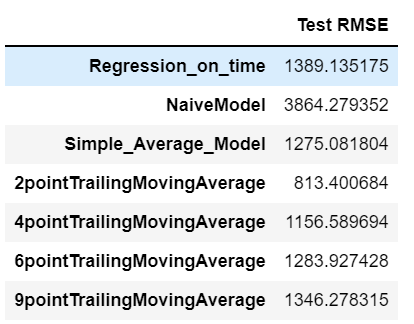 Test RMSE
Regression_on_time 1389.135175
NaiveModel 3864.279352
Simple_Average_Model 1275.081804
2pointTrailingMovingAverage 813.400684
4pointTrailingMovingAverage 1156.589694
6pointTrailingMovingAverage 1283.927428
9pointTrailingMovingAverage 1346.278315